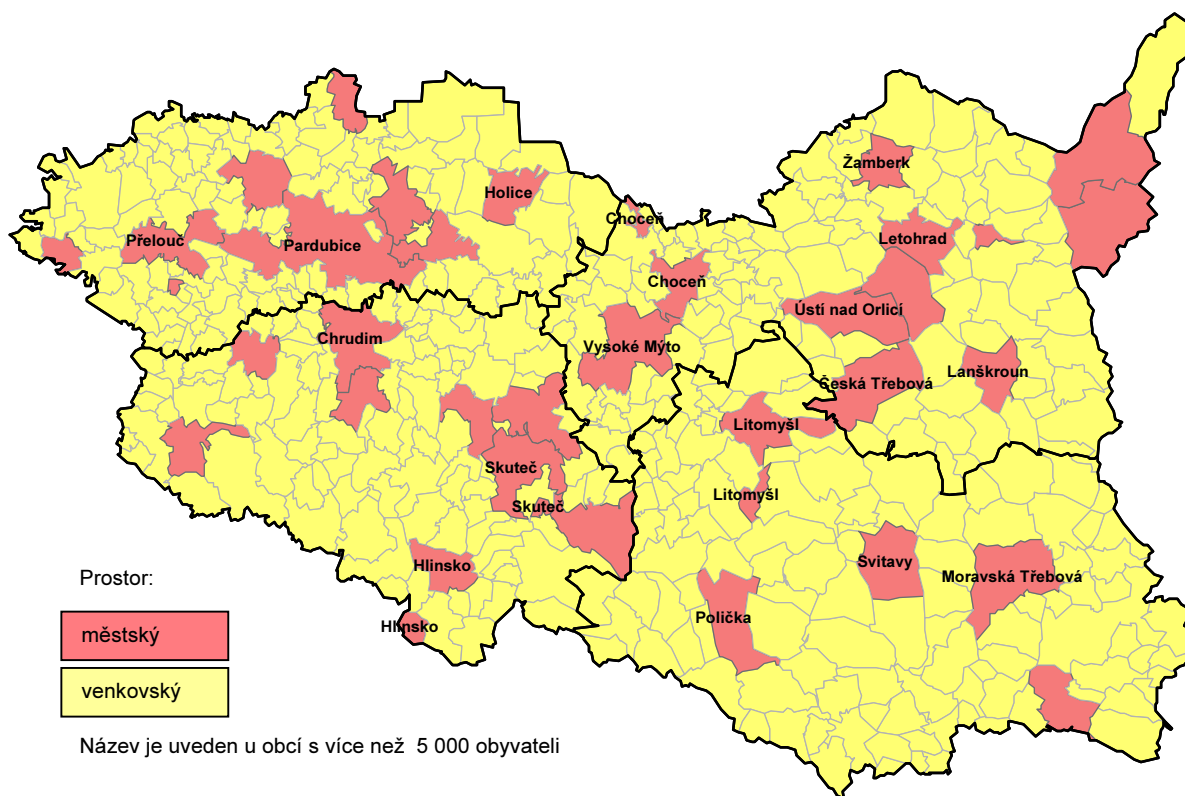 Žamberk
Holice
Choceň
Letohrad
Přelouč
Pardubice
Choceň
Ústí nad Orlicí
Chrudim
Vysoké Mýto
Lanškroun
Česká Třebová
Litomyšl
Skuteč
Litomyšl
Skuteč
Svitavy
Hlinsko
Moravská Třebová
Prostor:
Polička
Hlinsko
městský
venkovský
Název je uveden u obcí s více než 5 000 obyvateli